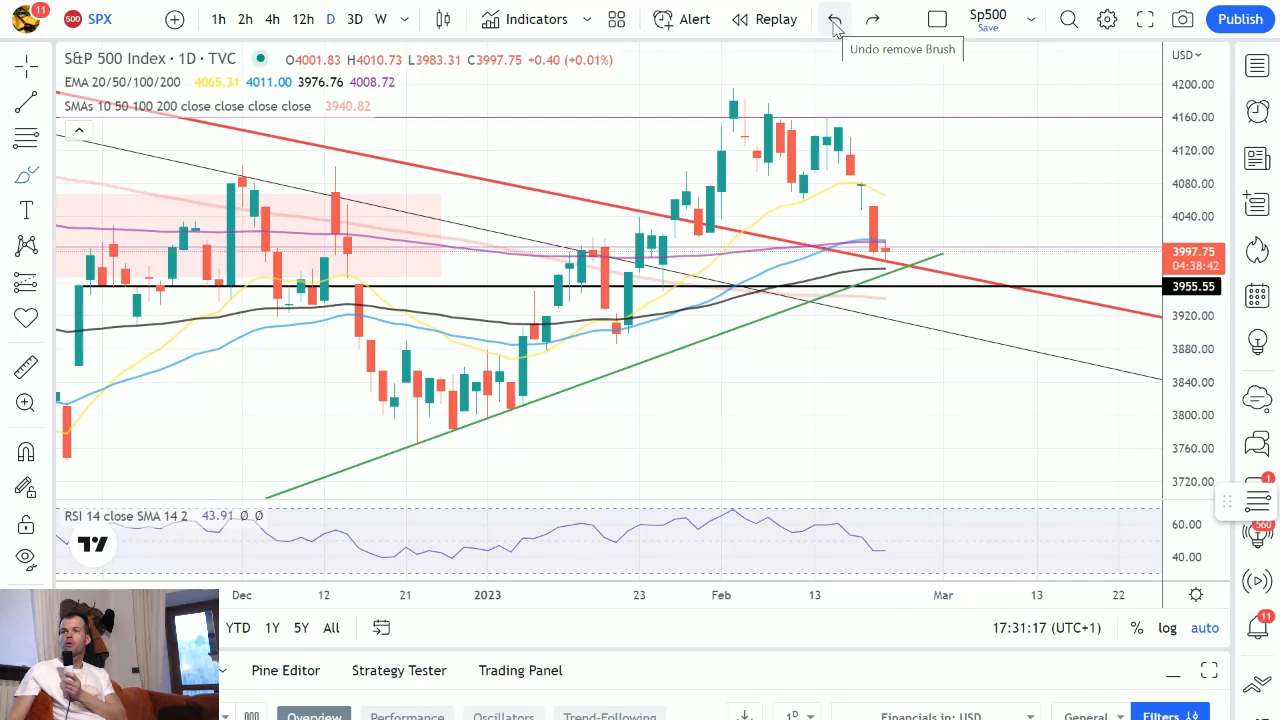 11
500 SPX
1h 2h 4h 12h D 3D W
Indicators
Alert
Replay
Sp500
Save
Publish
Undo remove Brush
S&P 500 Index · 1D · TVC O4001.83 H4010.73 L3983.31 C3997.75 +0.40 (+0.01%)
EMA 20/50/100/200 4065.31 4011.00 3976.76 4008.72
SMAs 10 50 100 200 close close close close 3940.82
USD
4200.00
4160.00
4120.00
4080.00
4040.00
3997.75
04:38:42
3955.55
3920.00
3880.00
3840.00
3800.00
3760.00
3720.00
RSI 14 close SMA 14 2 43.91 Ø Ø
60.00
40.00
1
560
11
Dec 12 21 2023 23 Feb 13 Mar 13 22
YTD 1Y 5Y All
17:31:17 (UTC+1) % log auto
Pine Editor Strategy Tester Trading Panel
Overview Performance Oscillators Trend-Following
1D
Financials in: USD
General
Filters